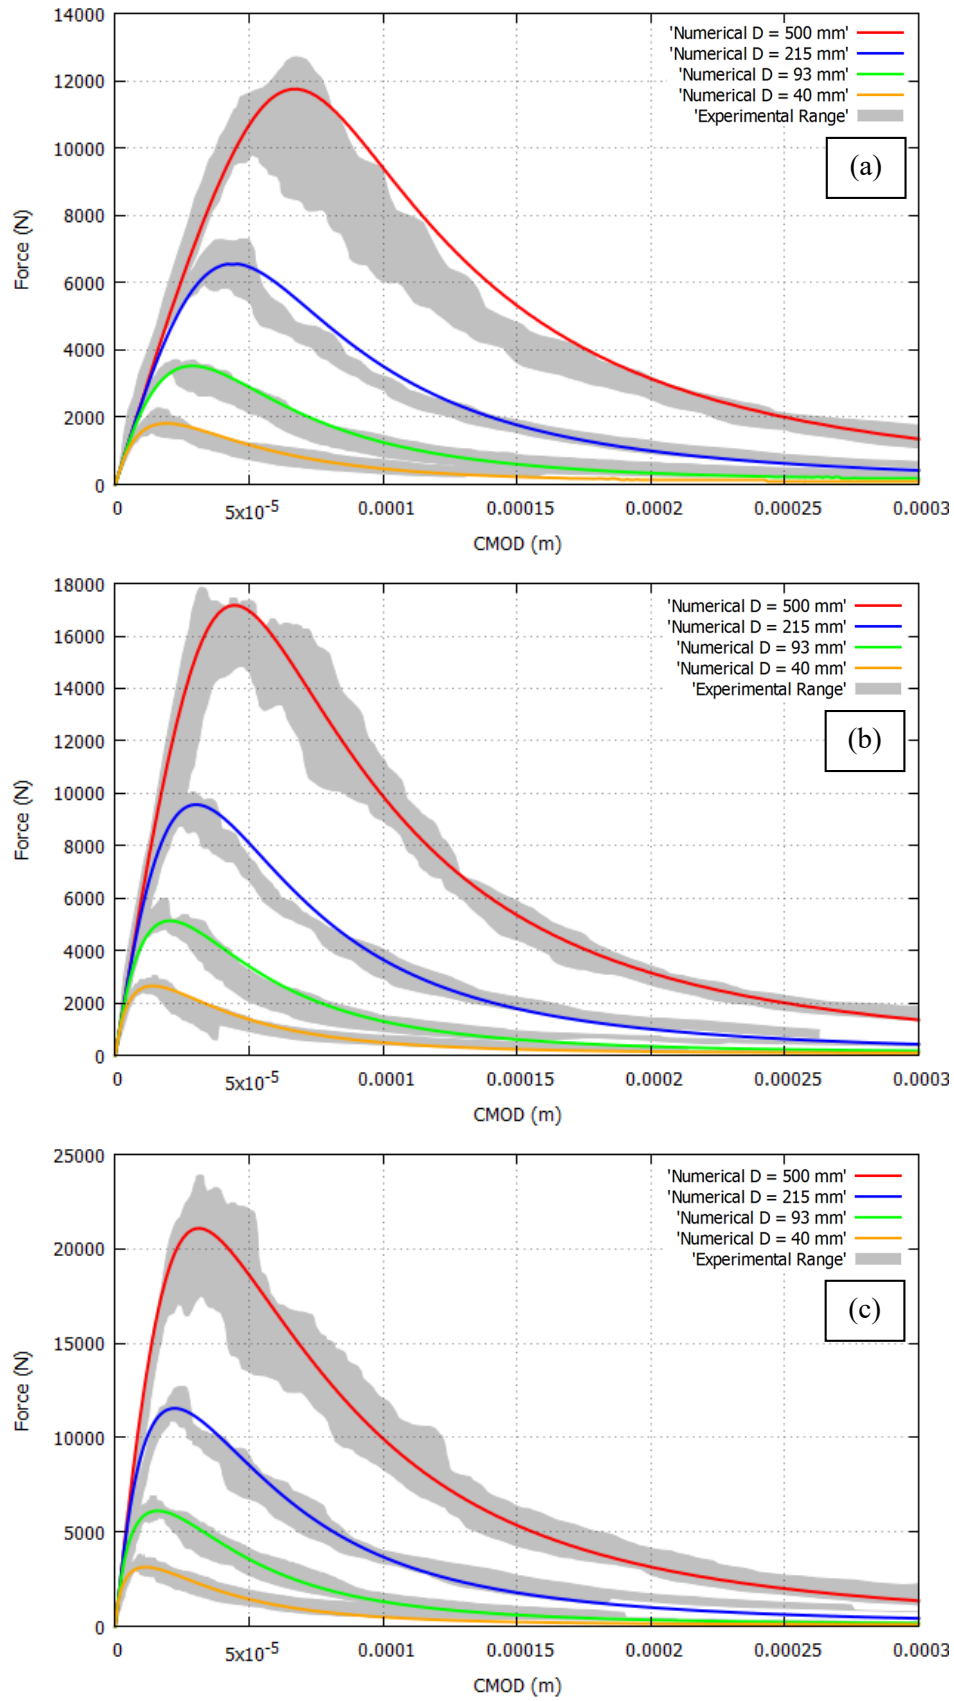 14000
'Numerical D = 500 mm'
'Numerical D = 215 mm'
12000
'Numerical D = 93 mm'
'Numerical D = 40 mm'
'Experimental Range'
(a)
10000
8000
Force (N)
6000
4000
2000
0
0 5x10⁻⁵ 0.0001 0.00015 0.0002 0.00025 0.0003
CMOD (m)
18000
'Numerical D = 500 mm'
'Numerical D = 215 mm'
16000
'Numerical D = 93 mm'
'Numerical D = 40 mm'
'Experimental Range'
14000
(b)
12000
10000
Force (N)
8000
6000
4000
2000
0
0 5x10⁻⁵ 0.0001 0.00015 0.0002 0.00025 0.0003
CMOD (m)
25000
'Numerical D = 500 mm'
'Numerical D = 215 mm'
'Numerical D = 93 mm'
'Numerical D = 40 mm'
20000
'Experimental Range'
(c)
15000
Force (N)
10000
5000
0
0 5x10⁻⁵ 0.0001 0.00015 0.0002 0.00025 0.0003
CMOD (m)